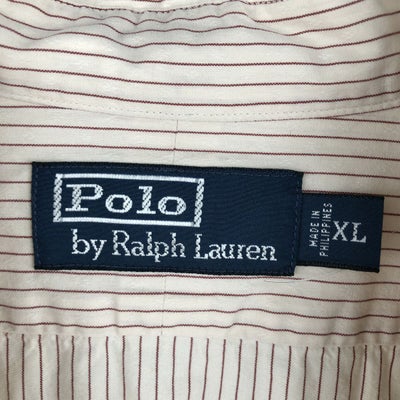 Polo
by Ralph Lauren
MADE IN
PHILIPPINES
XL